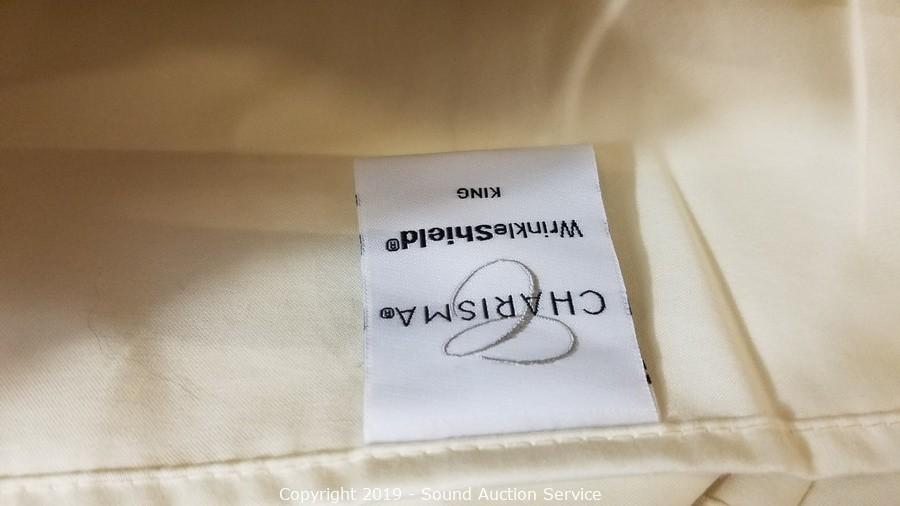 CHARISMA®
WrinkleShield®
KING
Copyright 2019 - Sound Auction Service